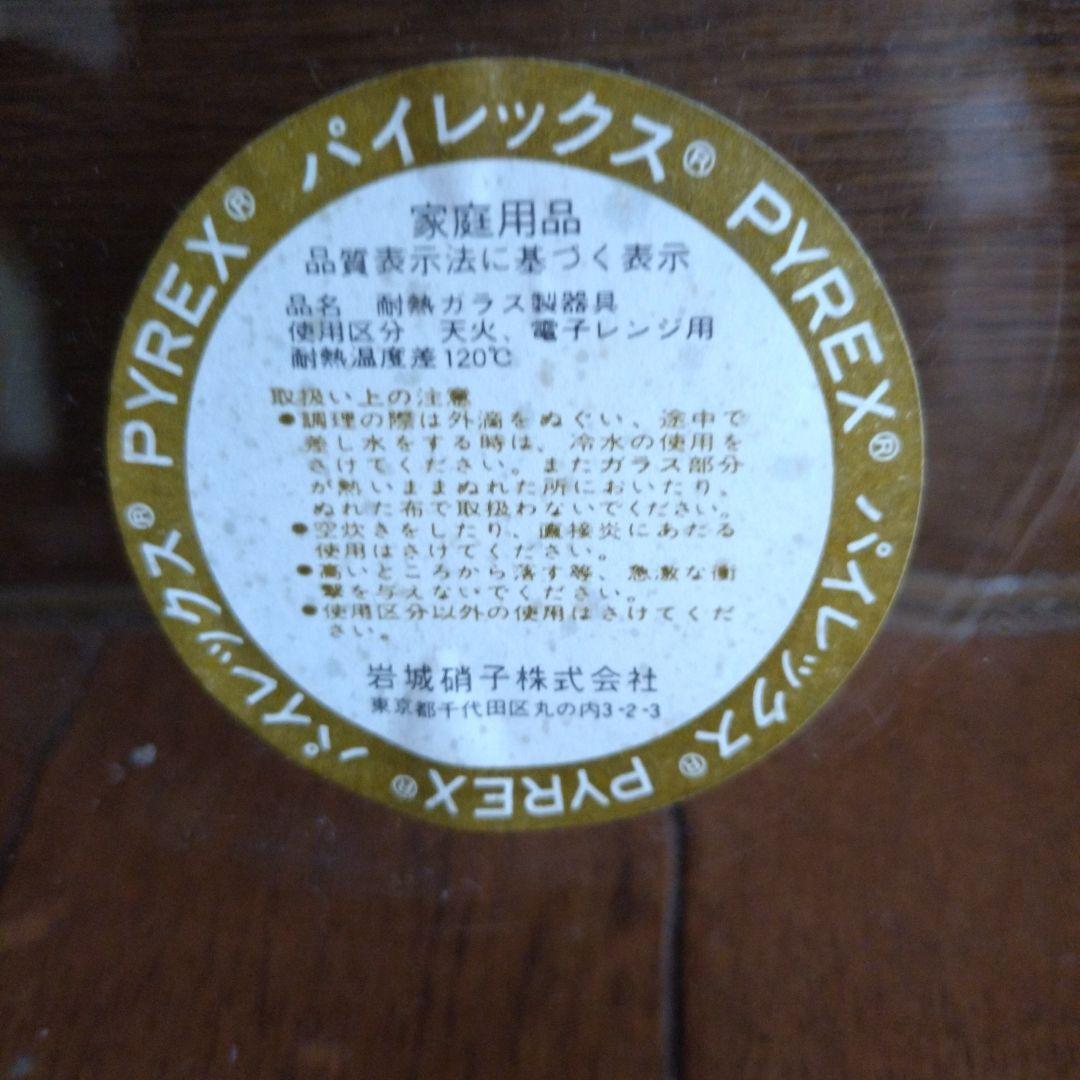 パイレックス® PYREX® パイレックス® PYREX® パイレックス® PYREX®
家庭用品
品質表示法に基づく表示
品名 耐熱ガラス製器具
使用区分 天火、電子レンジ用
耐熱温度差120℃
取扱い上の注意
●調理の際は外滴をぬぐい、途中で
差し水をする時は、冷水の使用を
さけてください。またガラス部分
が熱いままぬれた所においたり、
ぬれた布で取扱わないでください。
●空炊きをしたり、直接炎にあたる
使用はさけてください。
●高いところから落す等、急激な衝
撃を与えないでください。
●使用区分以外の使用はさけてくだ
さい。
岩城硝子株式会社
東京都千代田区丸の内3-2-3